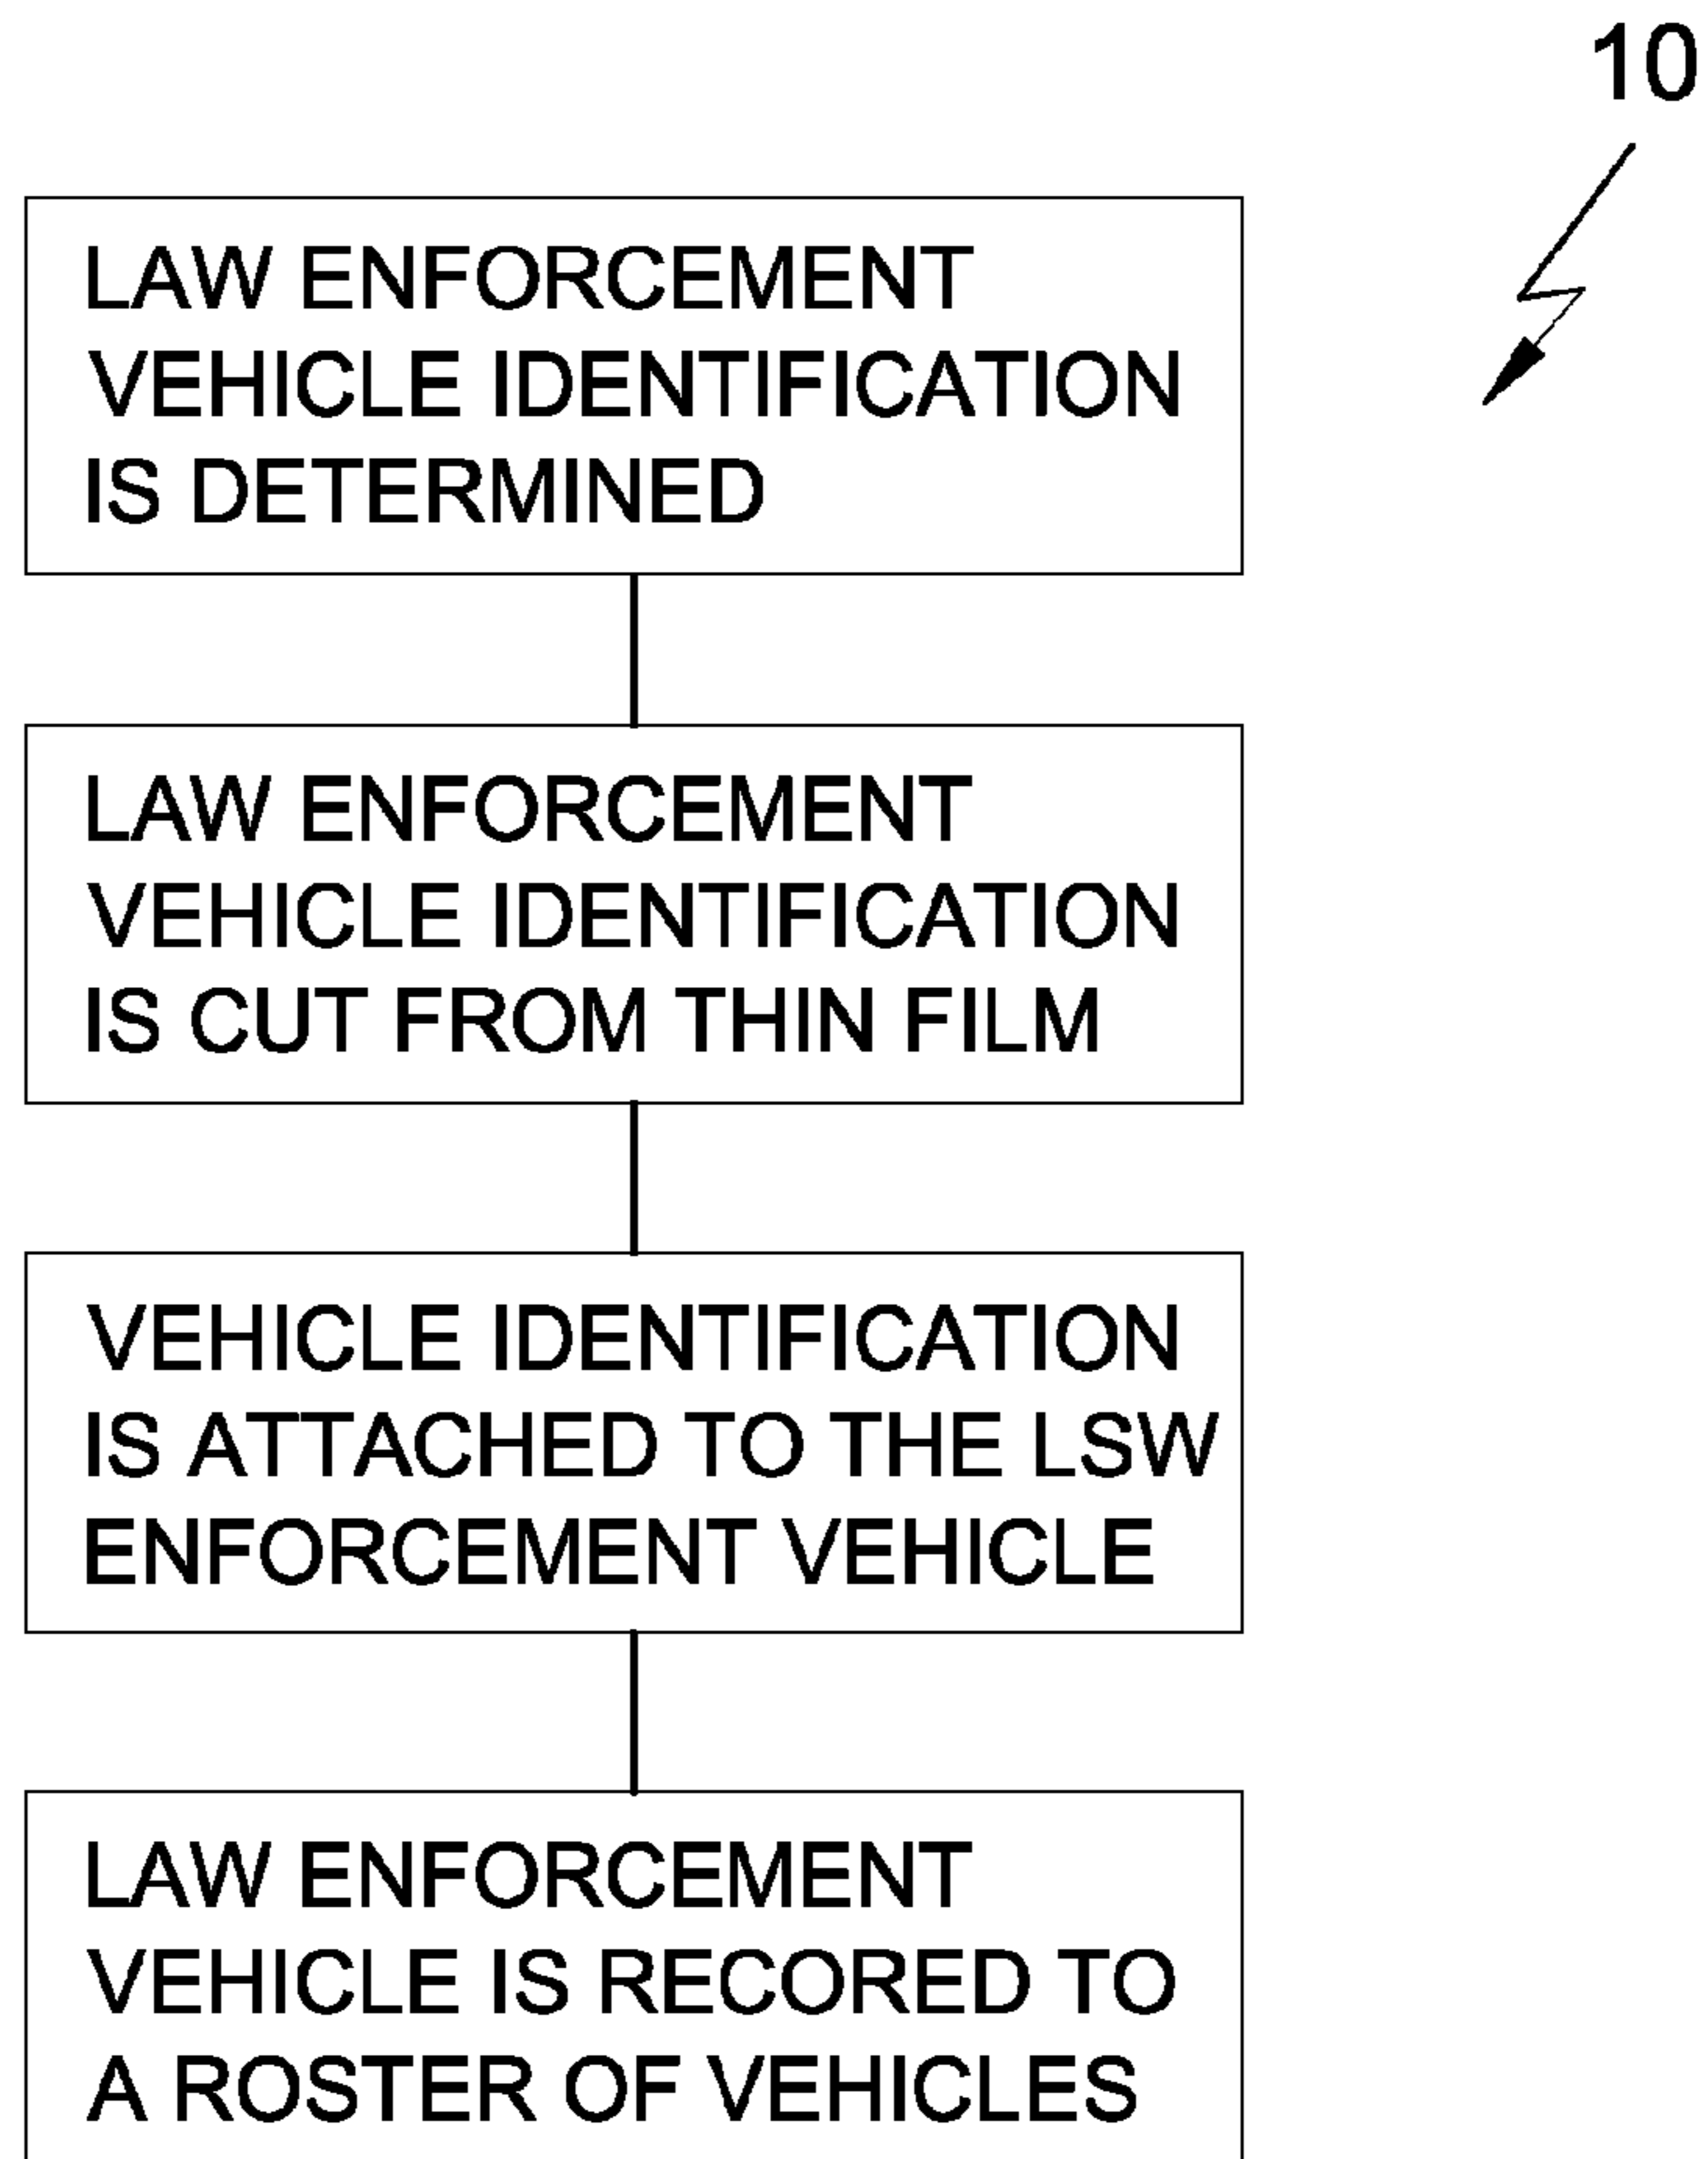 10
LAW ENFORCEMENT
VEHICLE IDENTIFICATION
IS DETERMINED
LAW ENFORCEMENT
VEHICLE IDENTIFICATION
IS CUT FROM THIN FILM
VEHICLE IDENTIFICATION
IS ATTACHED TO THE LSW
ENFORCEMENT VEHICLE
LAW ENFORCEMENT
VEHICLE IS RECORED TO
A ROSTER OF VEHICLES